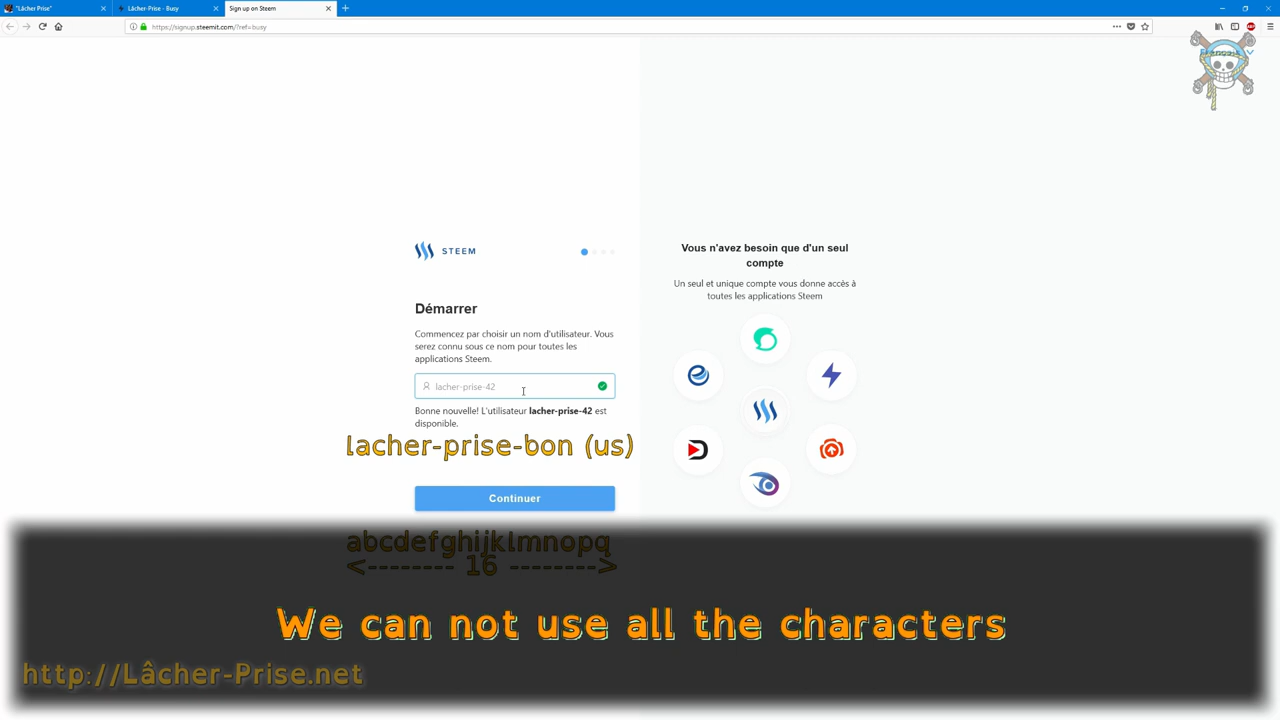 "Lâcher Prise"
Lâcher-Prise - Busy
Sign up on Steem
https://signup.steemit.com/?ref=busy
Français
STEEM
Démarrer
Commencez par choisir un nom d'utilisateur. Vous
serez connu sous ce nom pour toutes les
applications Steem.
lacher-prise-42
Bonne nouvelle! L'utilisateur lacher-prise-42 est
disponible.
lacher-prise-bon (us)
Continuer
Vous n'avez besoin que d'un seul
compte
Un seul et unique compte vous donne accès à
toutes les applications Steem
abcdefghijklmnopq
<-------- 16 -------->
We can not use all the characters
http://Lâcher-Prise.net